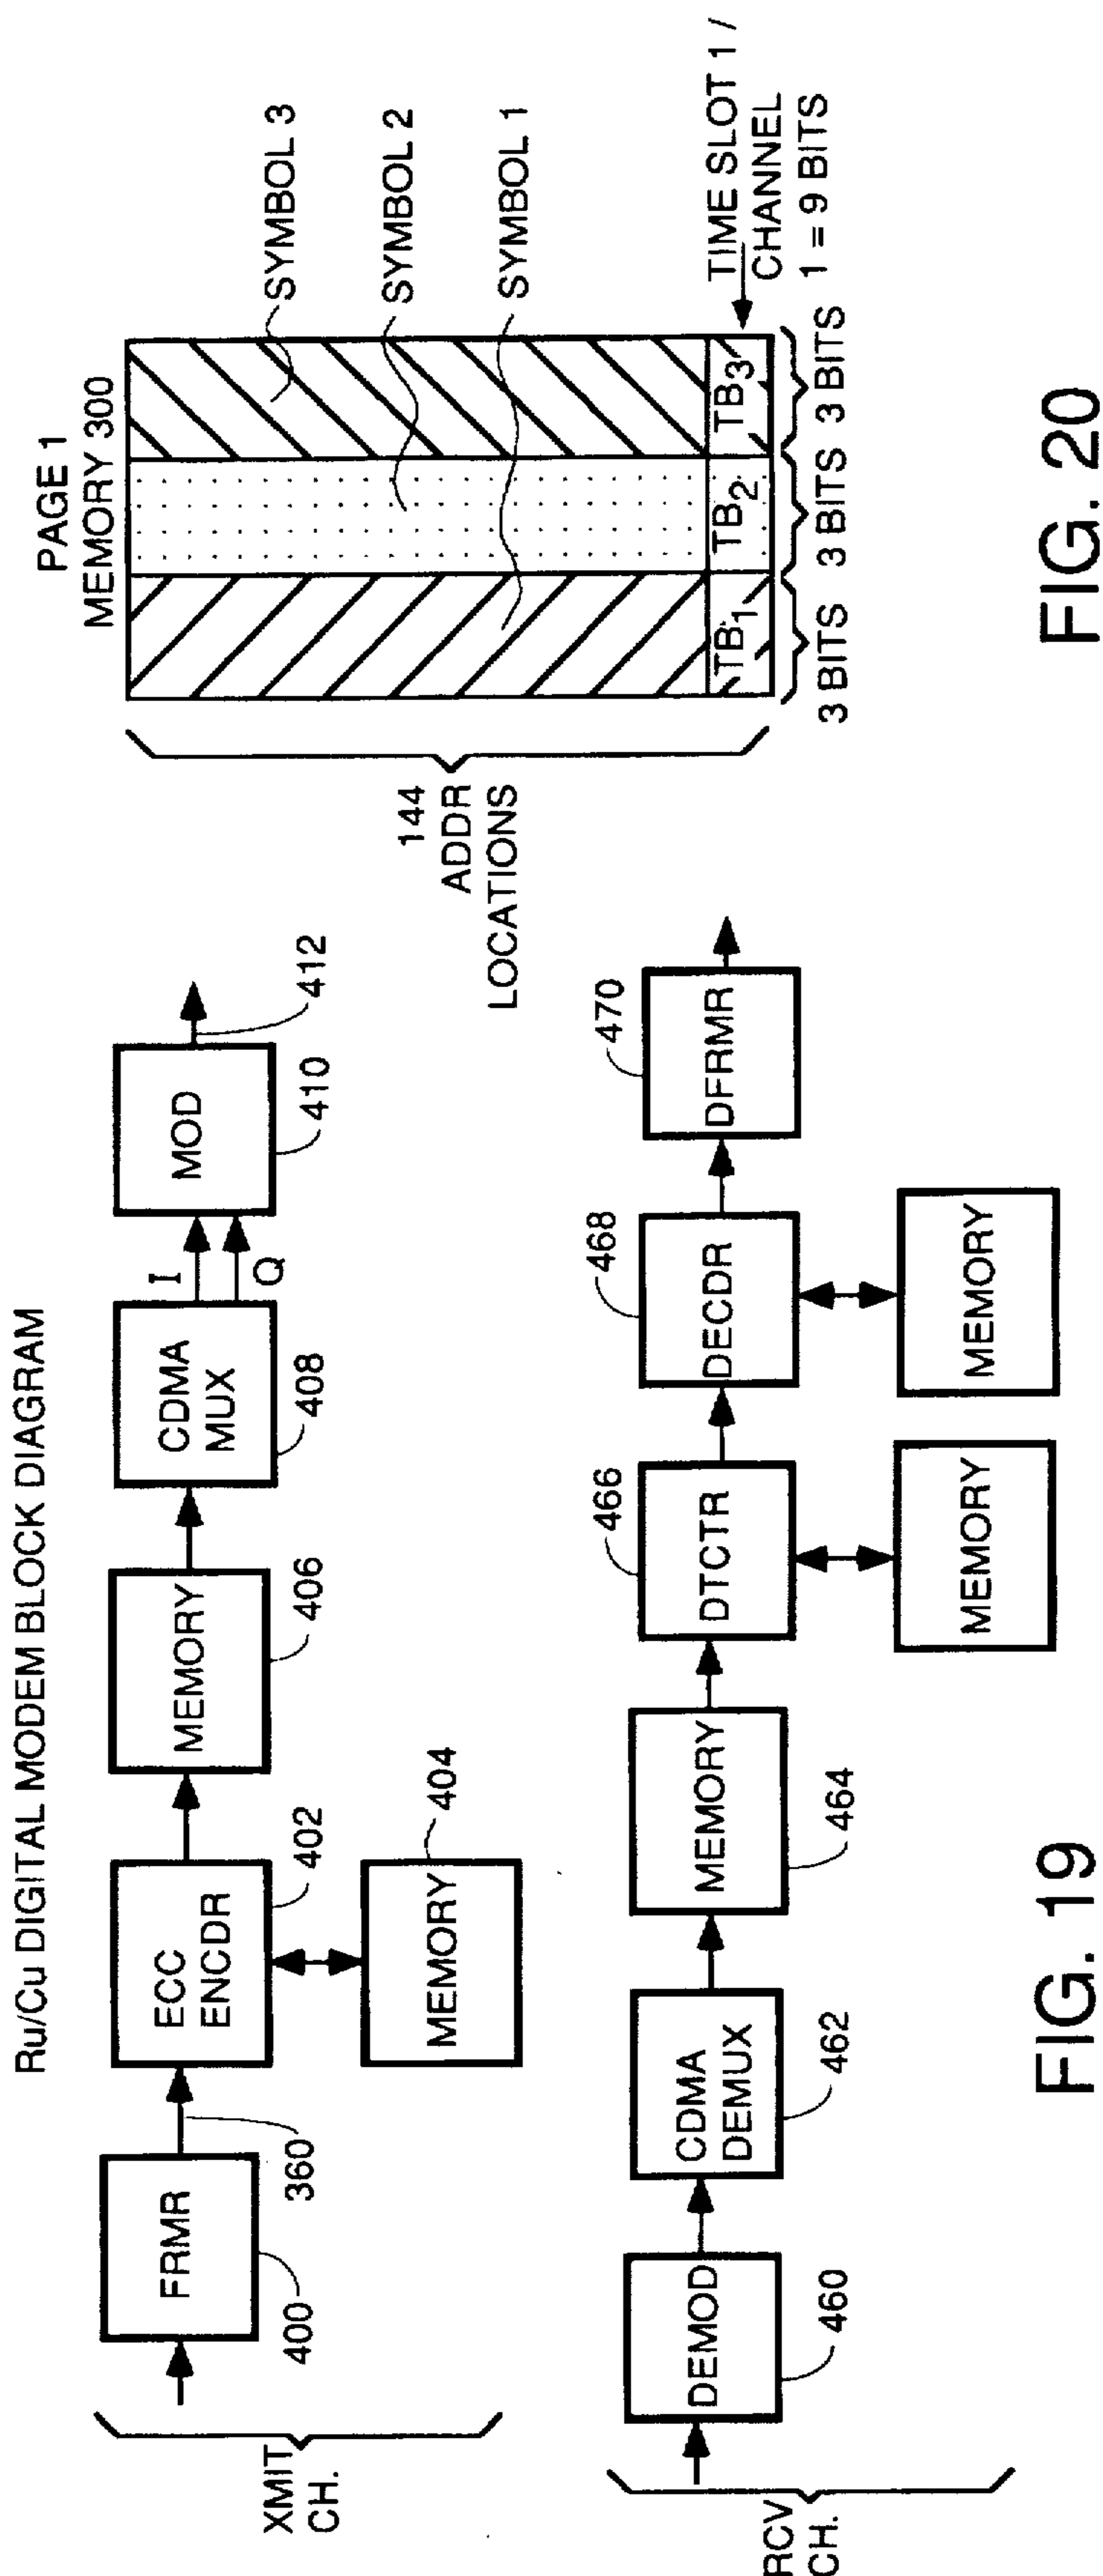 Ru/Cu DIGITAL MODEM BLOCK DIAGRAM
XMIT
CH.
FRMR
400
360
ECC
ENCDR
402
MEMORY
404
MEMORY
406
CDMA
MUX
408
I
Q
MOD
410
412
RCV
CH.
DEMOD
460
CDMA
DEMUX
462
MEMORY
464
DTCTR
466
MEMORY
DECDR
468
MEMORY
DFRMR
470
FIG. 19
PAGE 1
MEMORY 300
144
ADDR
LOCATIONS
SYMBOL 3
SYMBOL 2
SYMBOL 1
TB1
TB2
TB3
TIME SLOT 1 /
CHANNEL
1 = 9 BITS
3 BITS
3 BITS
3 BITS
FIG. 20